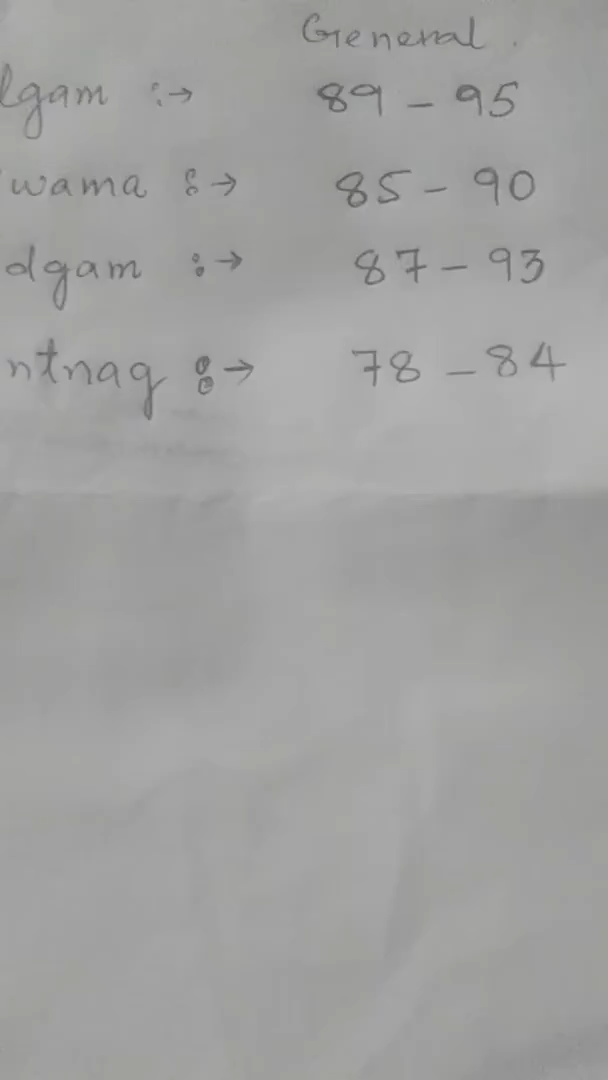 General.
lgam :→ 89 - 95
wama :→ 85 - 90
dgam :→ 87 - 93
ntnag :→ 78 - 84